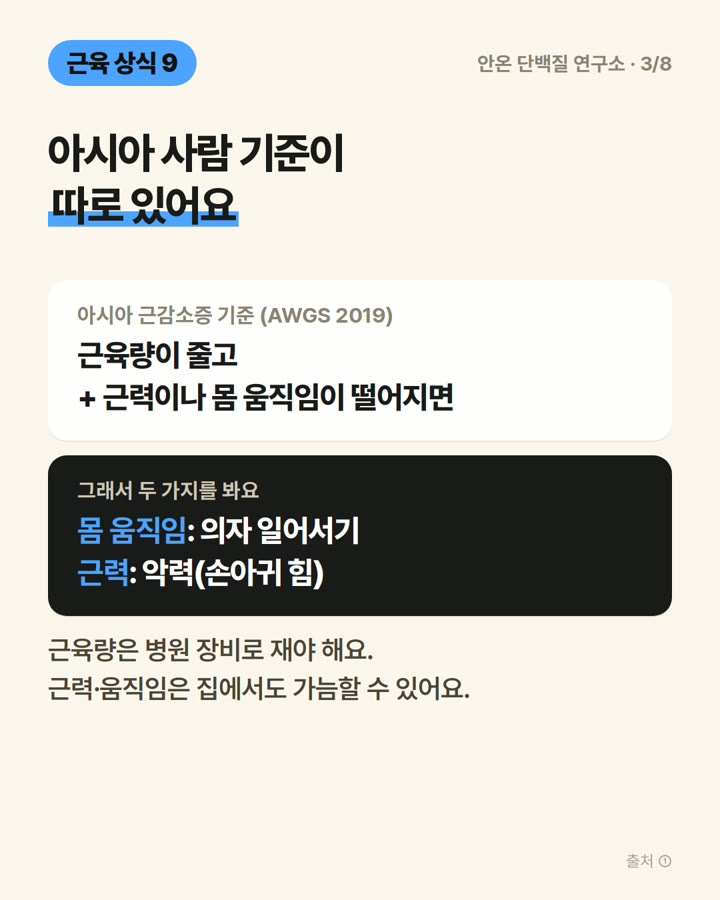 근육 상식 9
안온 단백질 연구소 · 3/8
아시아 사람 기준이
따로 있어요
아시아 근감소증 기준 (AWGS 2019)
근육량이 줄고
+ 근력이나 몸 움직임이 떨어지면
그래서 두 가지를 봐요
몸 움직임: 의자 일어서기
근력: 악력(손아귀 힘)
근육량은 병원 장비로 재야 해요.
근력·움직임은 집에서도 가늠할 수 있어요.
출처 ①